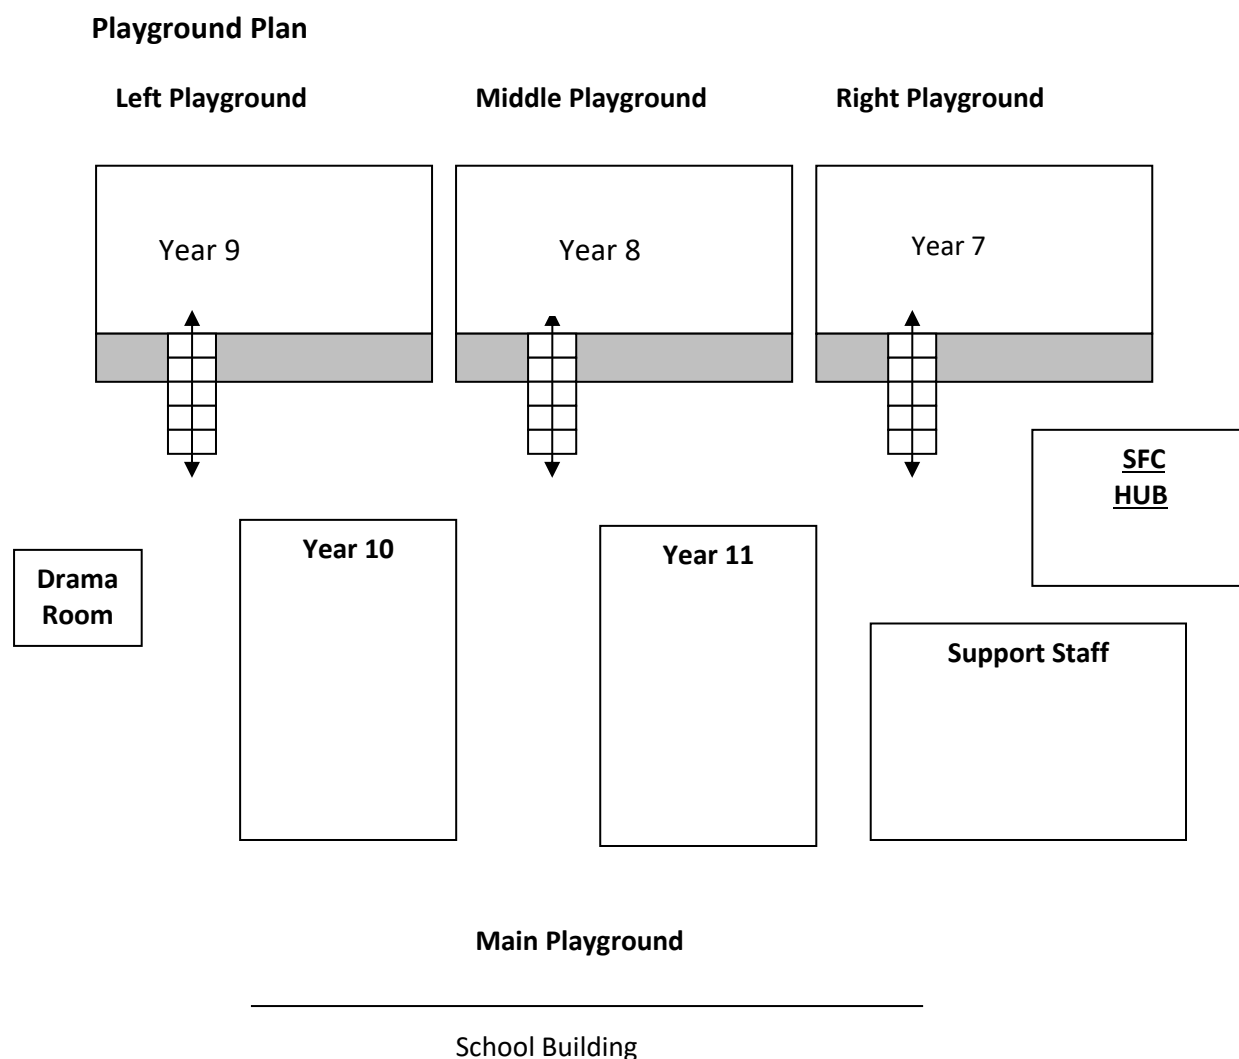 Playground Plan
Left Playground
Middle Playground
Right Playground
Year 9
Year 8
Year 7
SFC
HUB
Year 10
Year 11
Drama
Room
Support Staff
Main Playground
School Building